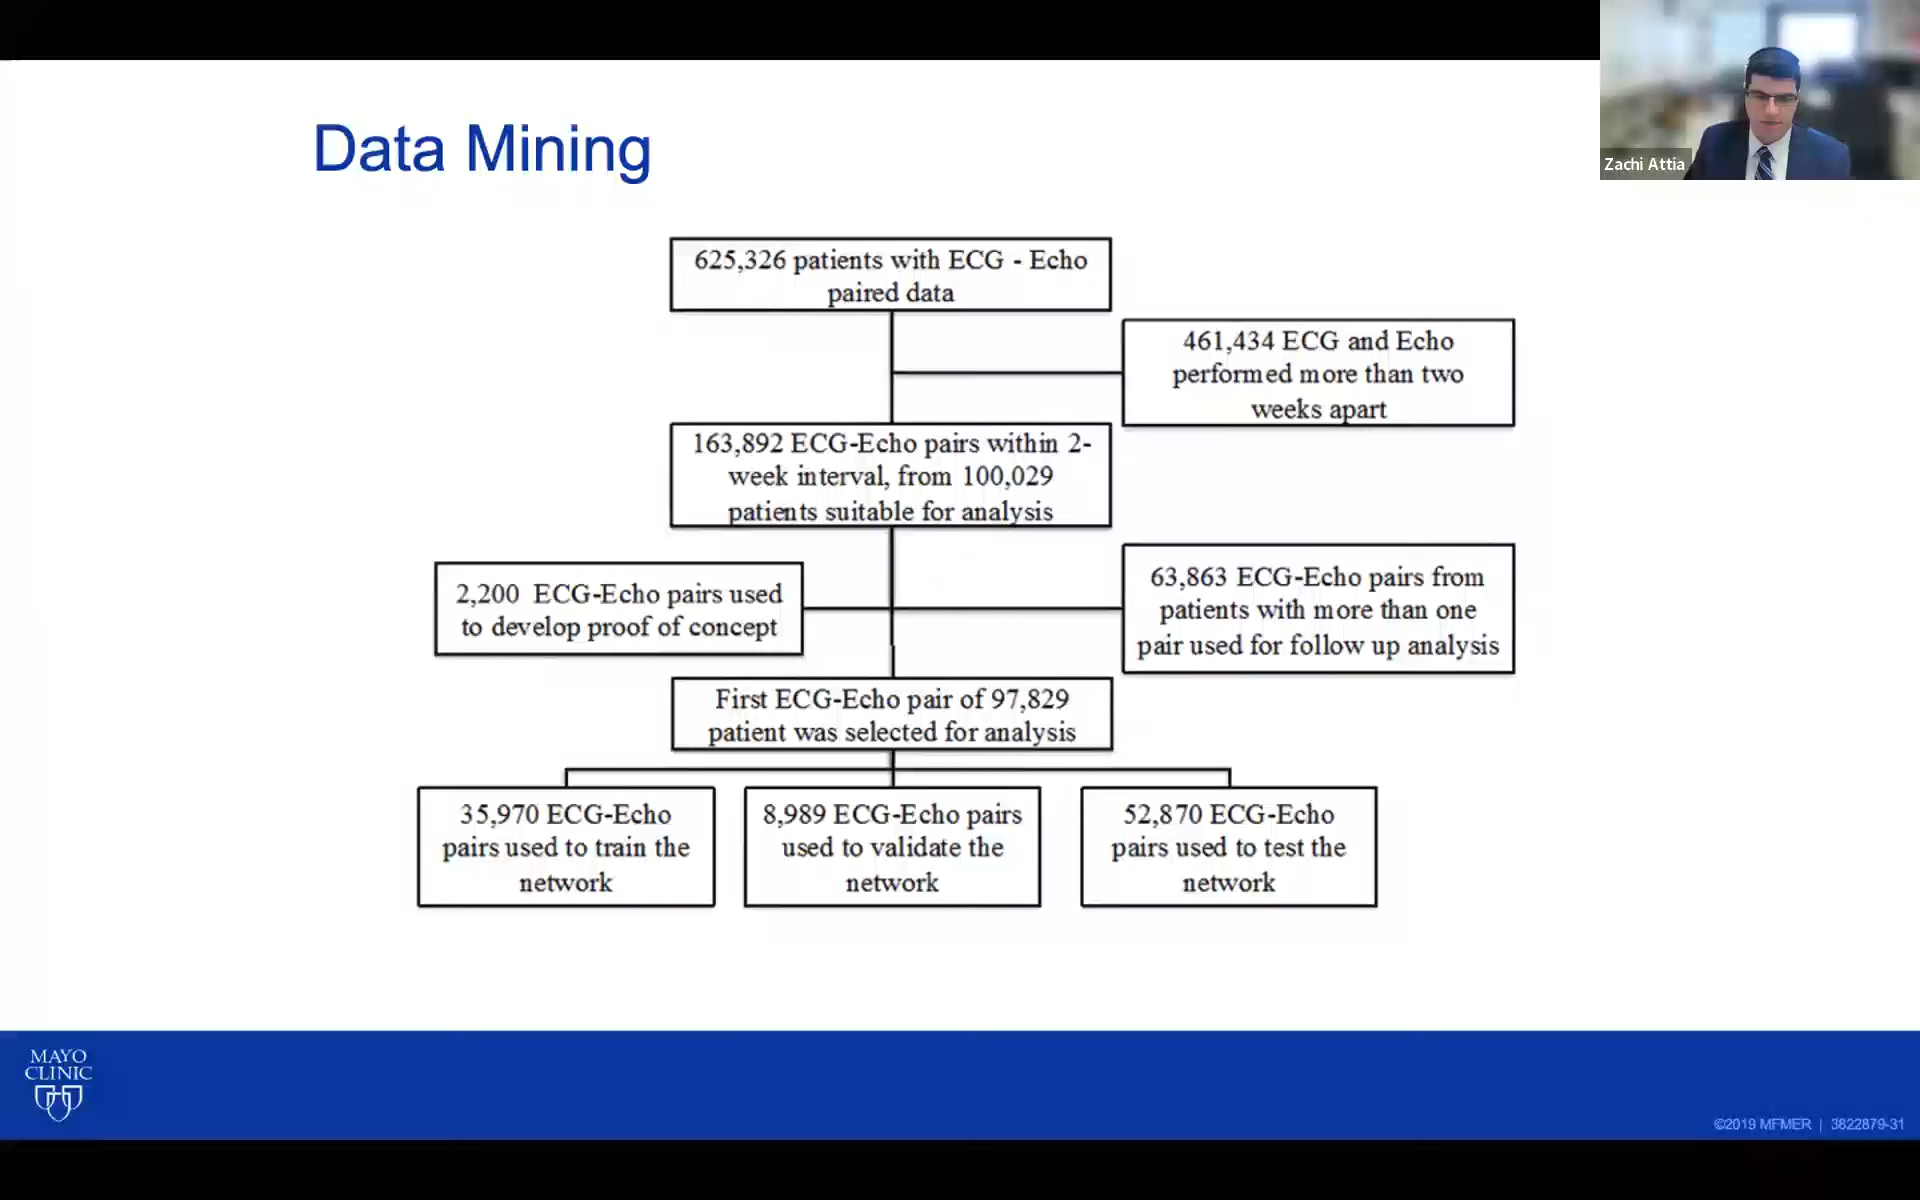 Zachi Attia
Data Mining
625,326 patients with ECG - Echo
paired data
461,434 ECG and Echo
performed more than two
weeks apart
163,892 ECG-Echo pairs within 2-
week interval, from 100,029
patients suitable for analysis
2,200 ECG-Echo pairs used
to develop proof of concept
63,863 ECG-Echo pairs from
patients with more than one
pair used for follow up analysis
First ECG-Echo pair of 97,829
patient was selected for analysis
35,970 ECG-Echo
pairs used to train the
network
8,989 ECG-Echo pairs
used to validate the
network
52,870 ECG-Echo
pairs used to test the
network
MAYO
CLINIC
©2019 MFMER | 3822879-31